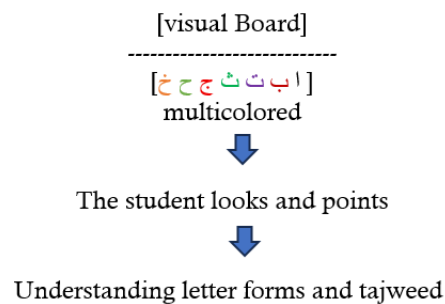 [visual Board]
---------------------------
[ا ب ت ث ج ح خ]
multicolored
The student looks and points
Understanding letter forms and tajweed